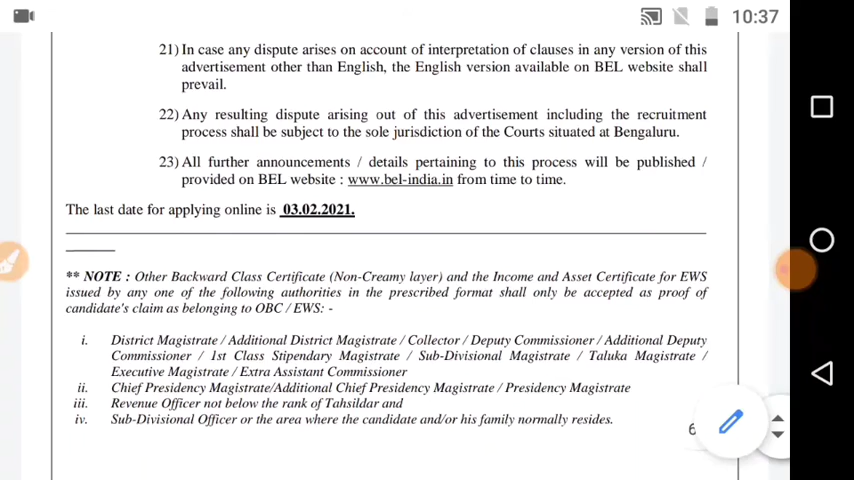 10:37
21) In case any dispute arises on account of interpretation of clauses in any version of this
advertisement other than English, the English version available on BEL website shall
prevail.
22) Any resulting dispute arising out of this advertisement including the recruitment
process shall be subject to the sole jurisdiction of the Courts situated at Bengaluru.
23) All further announcements / details pertaining to this process will be published /
provided on BEL website : www.bel-india.in from time to time.
The last date for applying online is 03.02.2021.
** NOTE : Other Backward Class Certificate (Non-Creamy layer) and the Income and Asset Certificate for EWS
issued by any one of the following authorities in the prescribed format shall only be accepted as proof of
candidate's claim as belonging to OBC / EWS: -
i. District Magistrate / Additional District Magistrate / Collector / Deputy Commissioner / Additional Deputy
Commissioner / 1st Class Stipendary Magistrate / Sub-Divisional Magistrate / Taluka Magistrate /
Executive Magistrate / Extra Assistant Commissioner
ii. Chief Presidency Magistrate/Additional Chief Presidency Magistrate / Presidency Magistrate
iii. Revenue Officer not below the rank of Tahsildar and
iv. Sub-Divisional Officer or the area where the candidate and/or his family normally resides.
6